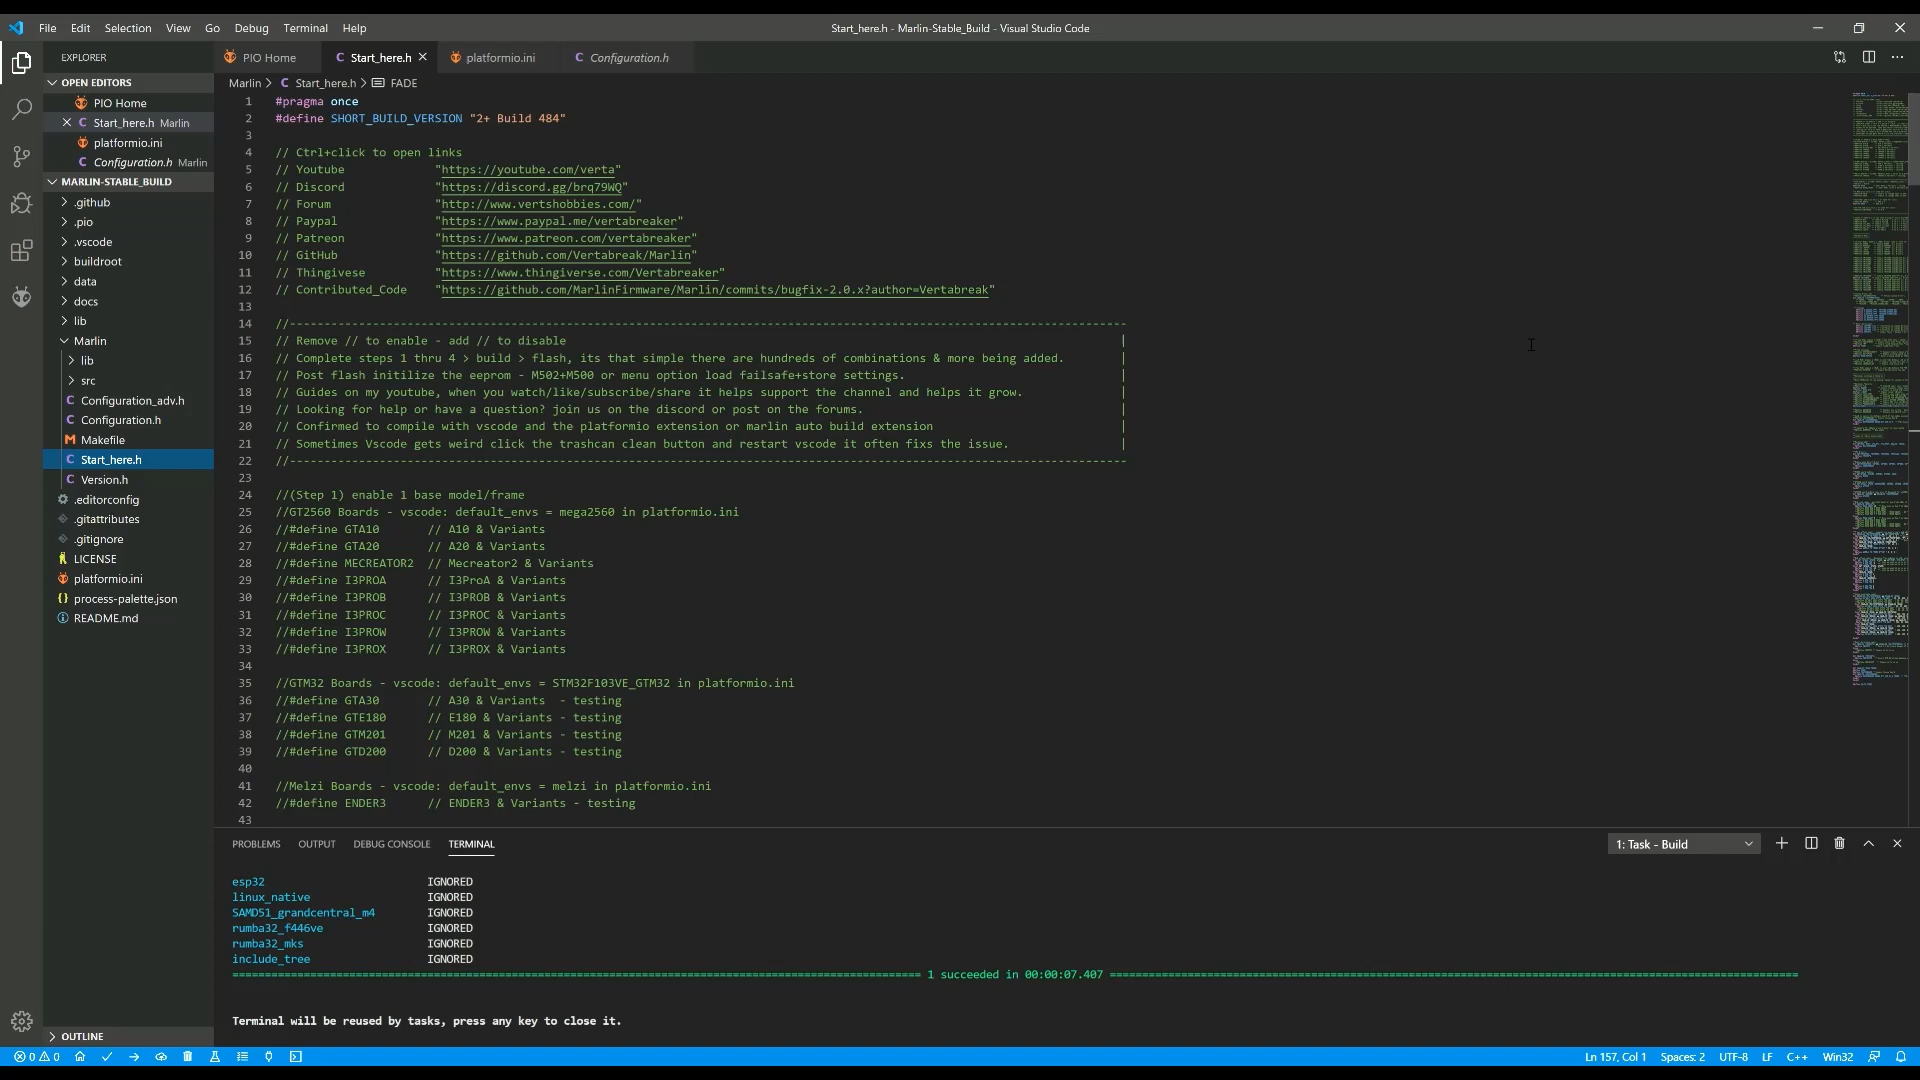 File Edit Selection View Go Debug Terminal Help
Start_here.h - Marlin-Stable_Build - Visual Studio Code
EXPLORER
OPEN EDITORS
PIO Home
Start_here.h Marlin
platformio.ini
Configuration.h Marlin
MARLIN-STABLE_BUILD
.github
.pio
.vscode
buildroot
data
docs
lib
Marlin
lib
src
Configuration_adv.h
Configuration.h
Makefile
Start_here.h
Version.h
.editorconfig
.gitattributes
.gitignore
LICENSE
platformio.ini
process-palette.json
README.md
OUTLINE
PIO Home Start_here.h platformio.ini Configuration.h
Marlin > Start_here.h > FADE
1 #pragma once
2 #define SHORT_BUILD_VERSION "2+ Build 484"
3
4 // Ctrl+click to open links
5 // Youtube "https://youtube.com/verta"
6 // Discord "https://discord.gg/brq79WQ"
7 // Forum "http://www.vertshobbies.com/"
8 // Paypal "https://www.paypal.me/vertabreaker"
9 // Patreon "https://www.patreon.com/vertabreaker"
10 // GitHub "https://github.com/Vertabreak/Marlin"
11 // Thingivese "https://www.thingiverse.com/Vertabreaker"
12 // Contributed_Code "https://github.com/MarlinFirmware/Marlin/commits/bugfix-2.0.x?author=Vertabreak"
13
14 //-------------------------------------------------------------------------------------------------------------------------
15 // Remove // to enable - add // to disable |
16 // Complete steps 1 thru 4 > build > flash, its that simple there are hundreds of combinations & more being added. |
17 // Post flash initilize the eeprom - M502+M500 or menu option load failsafe+store settings. |
18 // Guides on my youtube, when you watch/like/subscribe/share it helps support the channel and helps it grow. |
19 // Looking for help or have a question? join us on the discord or post on the forums. |
20 // Confirmed to compile with vscode and the platformio extension or marlin auto build extension |
21 // Sometimes Vscode gets weird click the trashcan clean button and restart vscode it often fixs the issue. |
22 //-------------------------------------------------------------------------------------------------------------------------
23
24 //(Step 1) enable 1 base model/frame
25 //GT2560 Boards - vscode: default_envs = mega2560 in platformio.ini
26 //#define GTA10 // A10 & Variants
27 //#define GTA20 // A20 & Variants
28 //#define MECREATOR2 // Mecreator2 & Variants
29 //#define I3PROA // I3ProA & Variants
30 //#define I3PROB // I3PROB & Variants
31 //#define I3PROC // I3PROC & Variants
32 //#define I3PROW // I3PROW & Variants
33 //#define I3PROX // I3PROX & Variants
34
35 //GTM32 Boards - vscode: default_envs = STM32F103VE_GTM32 in platformio.ini
36 //#define GTA30 // A30 & Variants - testing
37 //#define GTE180 // E180 & Variants - testing
38 //#define GTM201 // M201 & Variants - testing
39 //#define GTD200 // D200 & Variants - testing
40
41 //Melzi Boards - vscode: default_envs = melzi in platformio.ini
42 //#define ENDER3 // ENDER3 & Variants - testing
43
PROBLEMS OUTPUT DEBUG CONSOLE TERMINAL 1: Task - Build
esp32 IGNORED
linux_native IGNORED
SAMD51_grandcentral_m4 IGNORED
rumba32_f446ve IGNORED
rumba32_mks IGNORED
include_tree IGNORED
==================== 1 succeeded in 00:00:07.407 ====================
Terminal will be reused by tasks, press any key to close it.
0 0
Ln 157, Col 1 Spaces: 2 UTF-8 LF C++ Win32